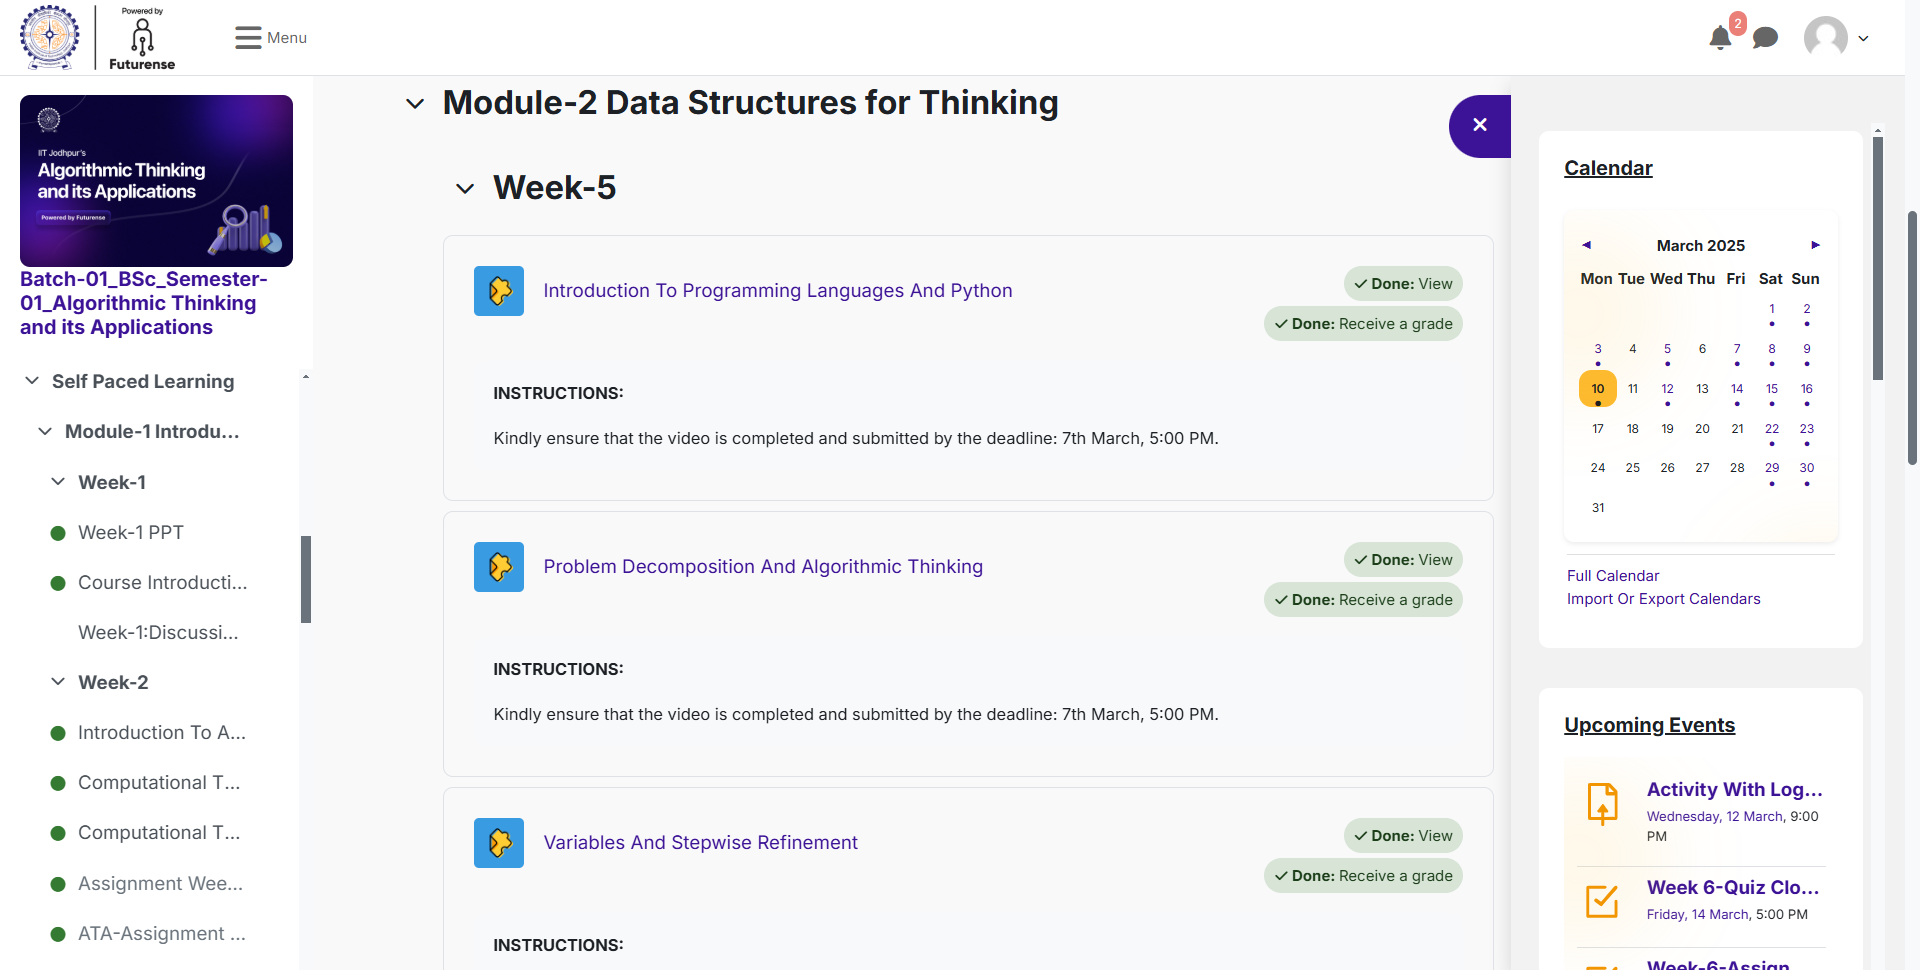 Powered by
Futurense
Menu
2
IIT Jodhpur's
Algorithmic Thinking
and its Applications
Powered by Futurense
Batch-01_BSc_Semester-
01_Algorithmic Thinking
and its Applications
Self Paced Learning
Module-1 Introdu...
Week-1
Week-1 PPT
Course Introducti...
Week-1:Discussi...
Week-2
Introduction To A...
Computational T...
Computational T...
Assignment Wee...
ATA-Assignment ...
Module-2 Data Structures for Thinking
Week-5
Introduction To Programming Languages And Python
Done: View
Done: Receive a grade
INSTRUCTIONS:
Kindly ensure that the video is completed and submitted by the deadline: 7th March, 5:00 PM.
Problem Decomposition And Algorithmic Thinking
Done: View
Done: Receive a grade
INSTRUCTIONS:
Kindly ensure that the video is completed and submitted by the deadline: 7th March, 5:00 PM.
Variables And Stepwise Refinement
Done: View
Done: Receive a grade
INSTRUCTIONS:
Calendar
March 2025
Mon Tue Wed Thu Fri Sat Sun
1 2
3 4 5 6 7 8 9
10 11 12 13 14 15 16
17 18 19 20 21 22 23
24 25 26 27 28 29 30
31
Full Calendar
Import Or Export Calendars
Upcoming Events
Activity With Log...
Wednesday, 12 March, 9:00
PM
Week 6-Quiz Clo...
Friday, 14 March, 5:00 PM
Week-6-Assign